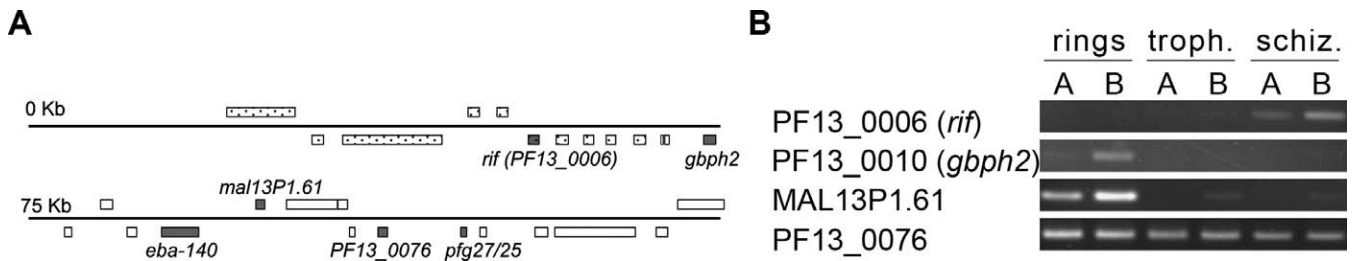 A
0 Kb
rif (PF13_0006)
gbph2
mal13P1.61
75 Kb
eba-140
PF13_0076
pfg27/25
B
rings troph. schiz.
A B A B A B
PF13_0006 (rif)
PF13_0010 (gbph2)
MAL13P1.61
PF13_0076